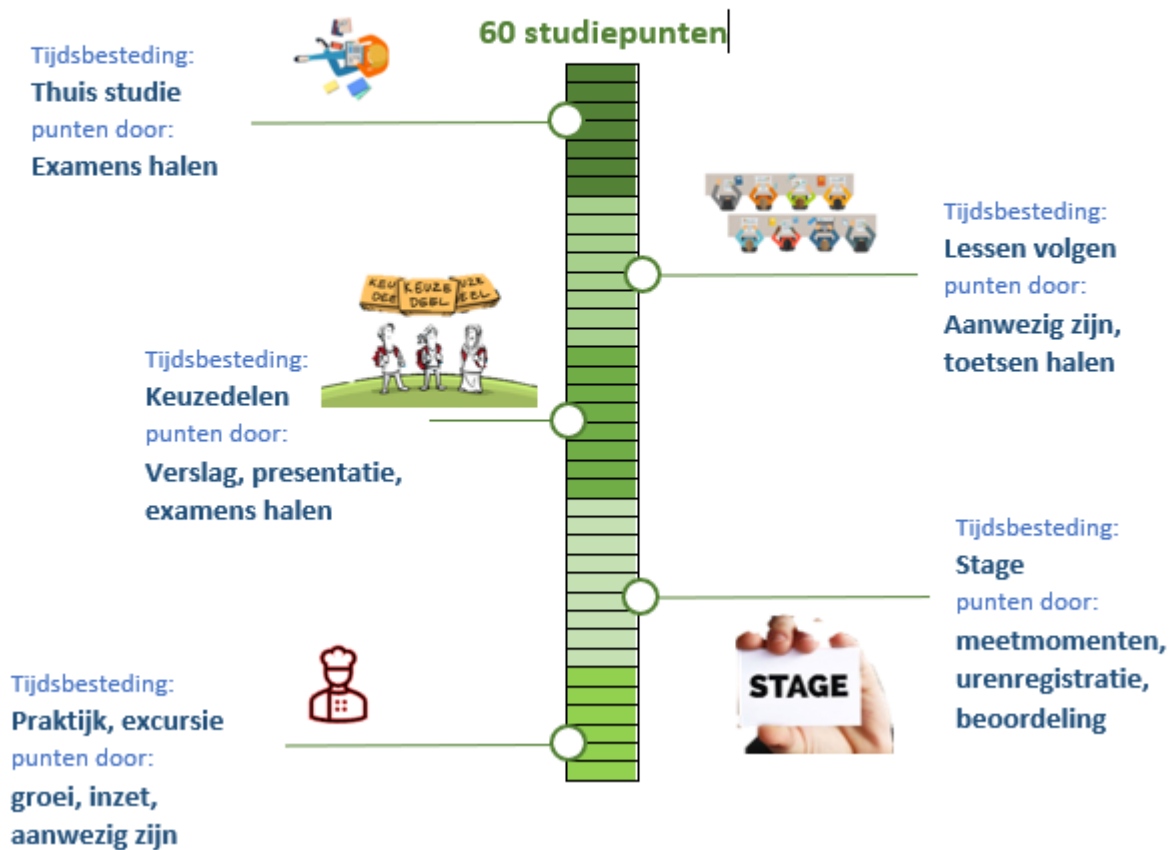 60 studiepunten
Tijdsbesteding:
Thuis studie
punten door:
Examens halen
Tijdsbesteding:
Lessen volgen
punten door:
Aanwezig zijn,
toetsen halen
KEUZE
DEEL
Tijdsbesteding:
Keuzedelen
punten door:
Verslag, presentatie,
examens halen
Tijdsbesteding:
Stage
punten door:
meetmomenten,
urenregistratie,
beoordeling
STAGE
Tijdsbesteding:
Praktijk, excursie
punten door:
groei, inzet,
aanwezig zijn